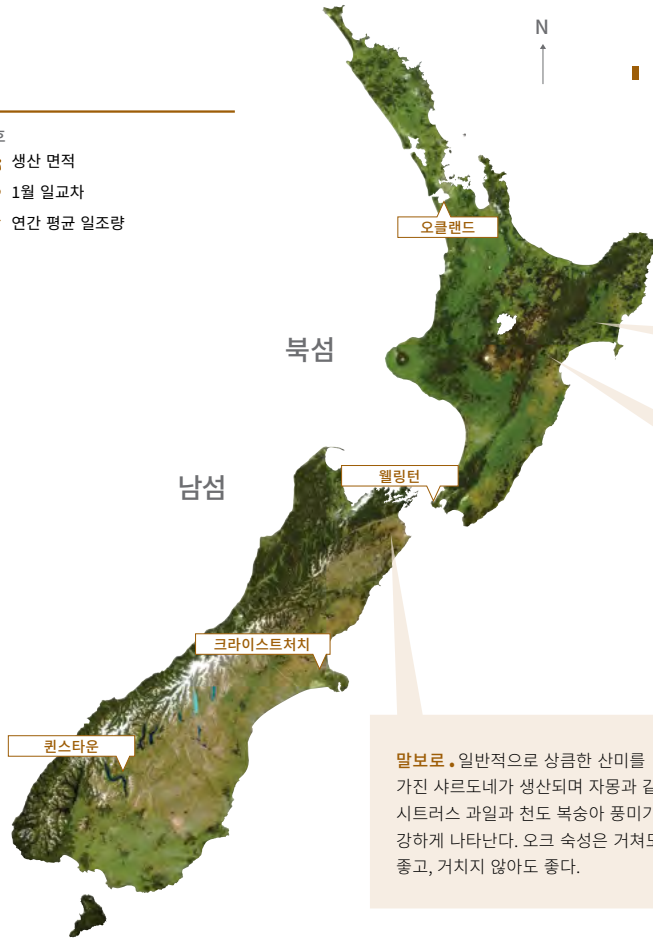 N
생산 면적
1월 일교차
연간 평균 일조량
오클랜드
북섬
웰링턴
남섬
크라이스트처치
퀸스타운
말보로 • 일반적으로 상큼한 산미를
가진 샤르도네가 생산되며 자몽과
시트러스 과일과 천도 복숭아 풍미가
강하게 나타난다. 오크 숙성은 거쳐도
좋고, 거치지 않아도 좋다.